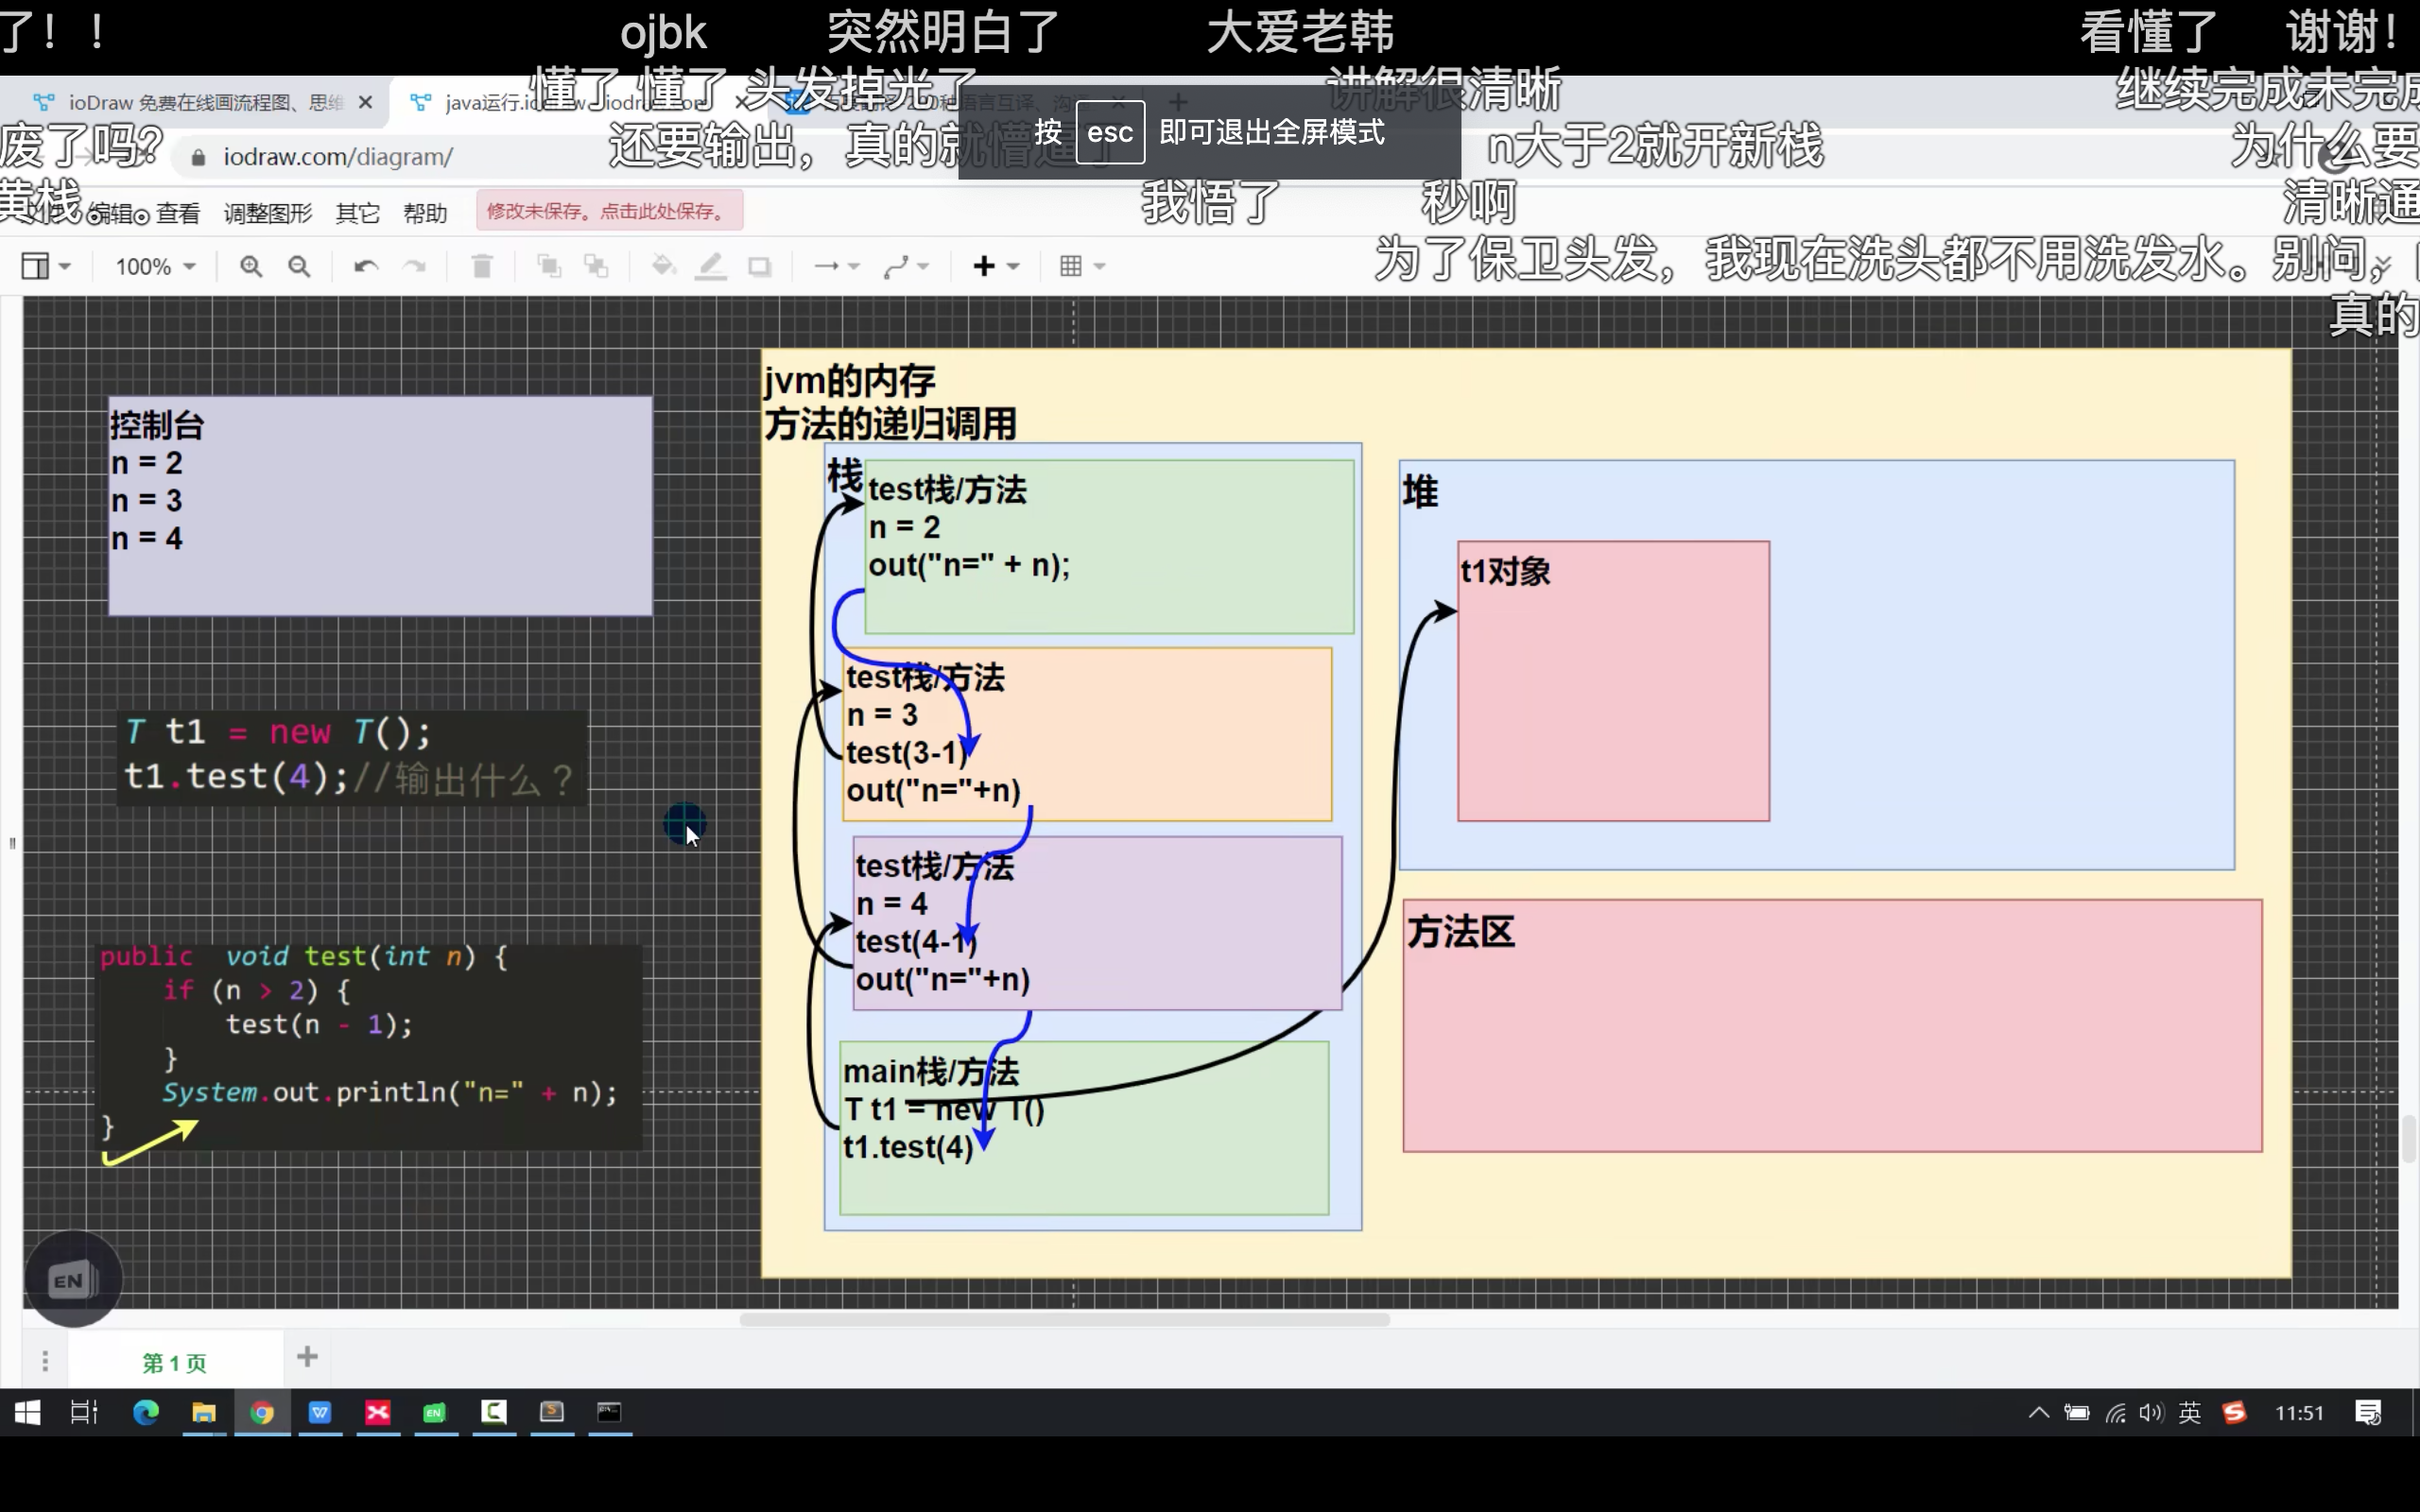 了！！
ojbk
突然明白了
大爱老韩
看懂了
谢谢！
懂了 懂了
头发掉光了
讲解很清晰
继续完成未完成
ioDraw 免费在线画流程图、思维
java运行.io
废了吗？
还要输出，真的就懵逼了
按 esc 即可退出全屏模式
n大于2就开新栈
为什么要
iodraw.com/diagram/
黄栈。。
我悟了
秒啊
清晰通
编辑 查看 调整图形 其它 帮助
修改未保存。点击此处保存。
为了保卫头发，我现在洗头都不用洗发水。别问，
真的
100%
控制台
n = 2
n = 3
n = 4
T t1 = new T();
t1.test(4);//输出什么？
public void test(int n) {
if (n > 2) {
test(n - 1);
}
System.out.println("n=" + n);
}
jvm的内存
方法的递归调用
栈
test栈/方法
n = 2
out("n=" + n);
test栈/方法
n = 3
test(3-1)
out("n="+n)
test栈/方法
n = 4
test(4-1)
out("n="+n)
main栈/方法
T t1 = new T()
t1.test(4)
堆
t1对象
方法区
EN
第 1 页
英
11:51